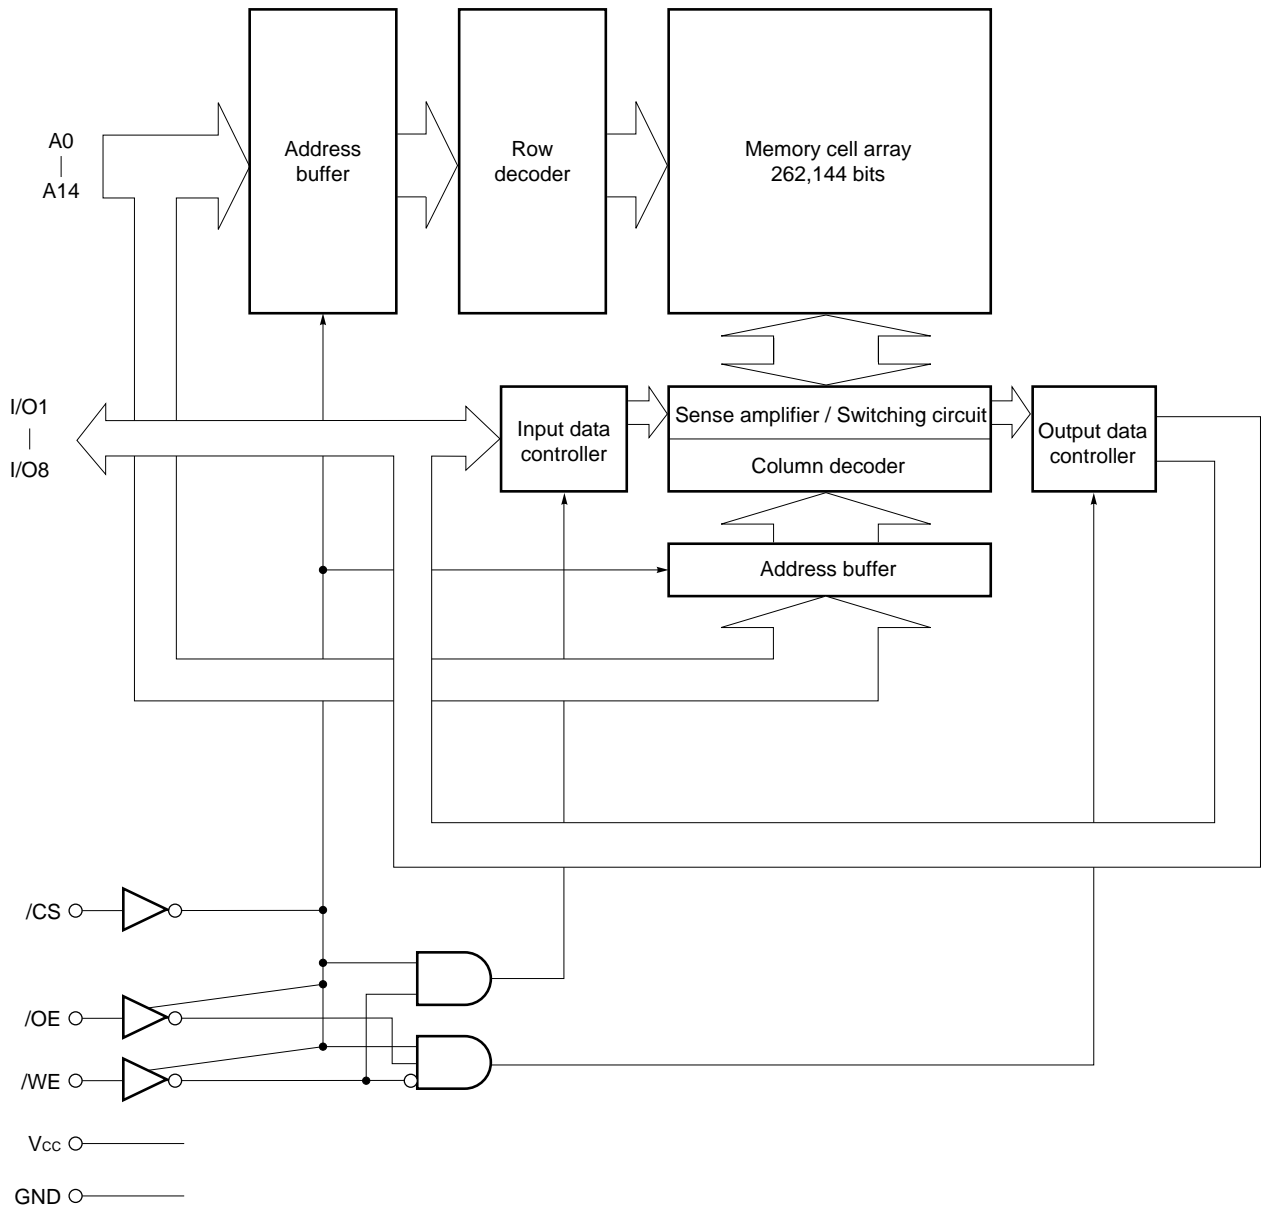 A0
A14
Address
buffer
Row
decoder
Memory cell array
262,144 bits
I/O1
I/O8
Input data
controller
Sense amplifier / Switching circuit
Column decoder
Output data
controller
Address buffer
/CS
/OE
/WE
VCC
GND